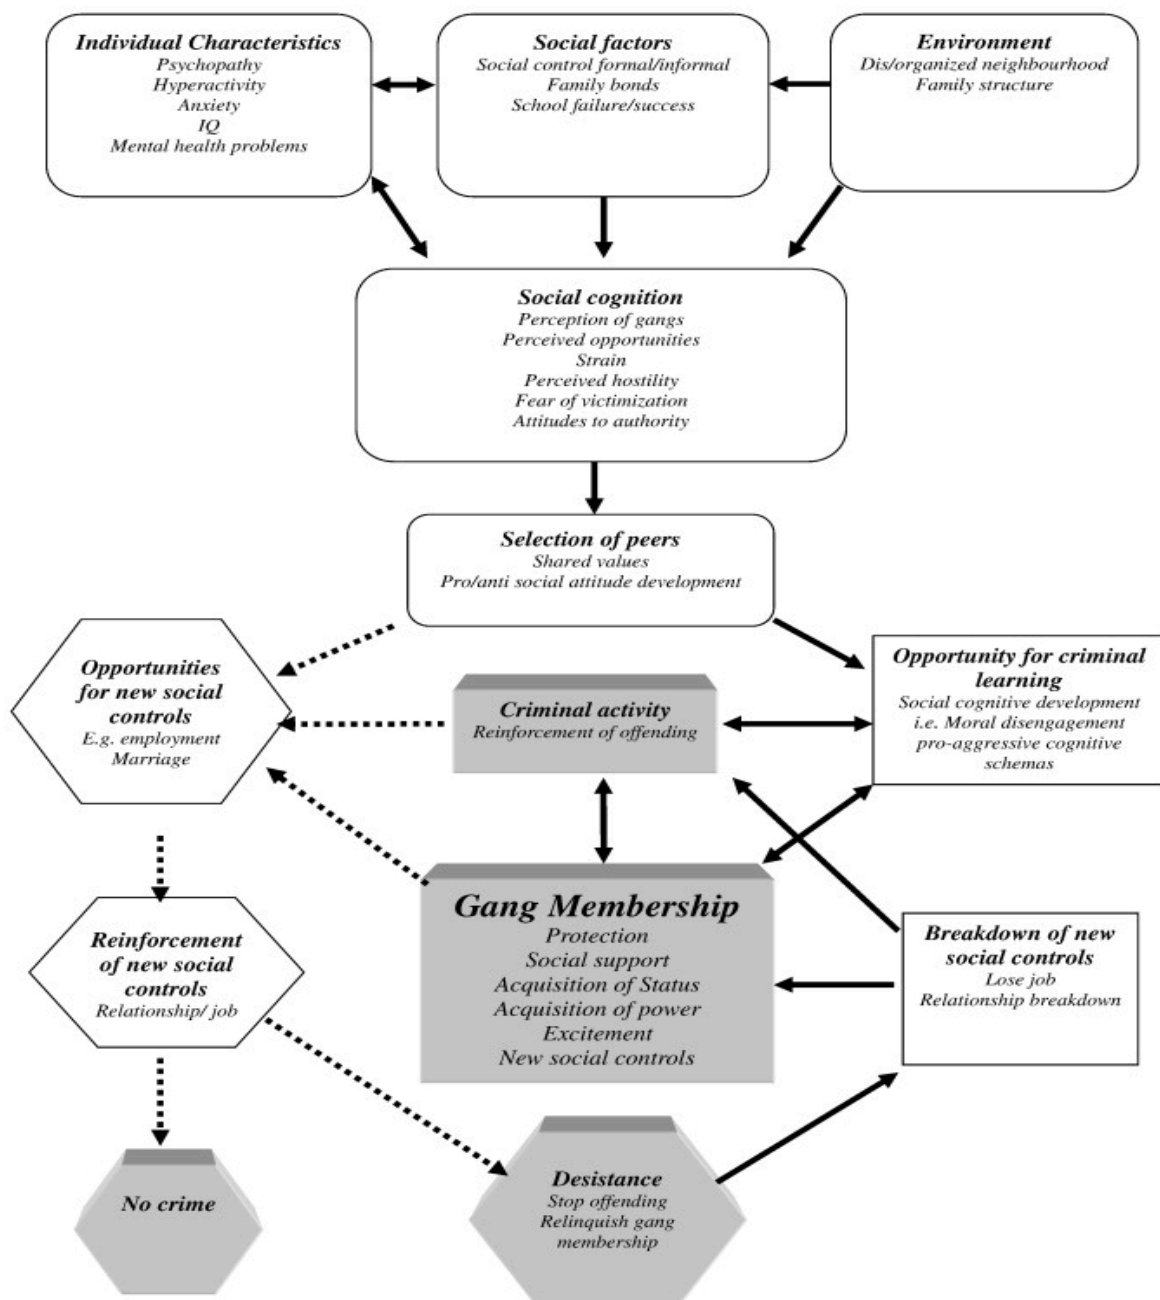 Individual Characteristics
Psychopathy
Hyperactivity
Anxiety
IQ
Mental health problems
Social factors
Social control formal/informal
Family bonds
School failure/success
Environment
Dis/organized neighbourhood
Family structure
Social cognition
Perception of gangs
Perceived opportunities
Strain
Perceived hostility
Fear of victimization
Attitudes to authority
Selection of peers
Shared values
Pro/anti social attitude development
Opportunities
for new social
controls
E.g. employment
Marriage
Criminal activity
Reinforcement of offending
Opportunity for criminal
learning
Social cognitive development
i.e. Moral disengagement
pro-aggressive cognitive
schemas
Gang Membership
Protection
Social support
Acquisition of Status
Acquisition of power
Excitement
New social controls
Reinforcement
of new social
controls
Relationship/ job
Breakdown of new
social controls
Lose job
Relationship breakdown
No crime
Desistance
Stop offending
Relinquish gang
membership